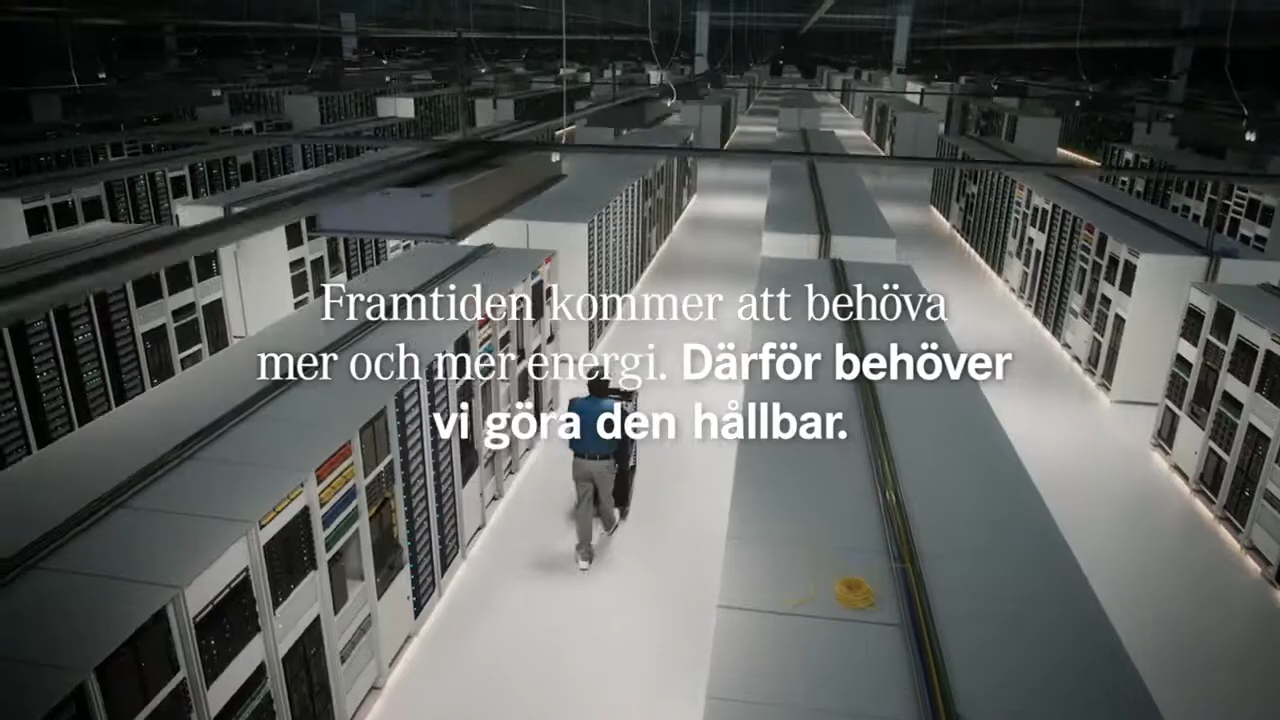 Framtiden kommer att behöva
mer och mer energi. Därför behöver
vi göra den hållbar.